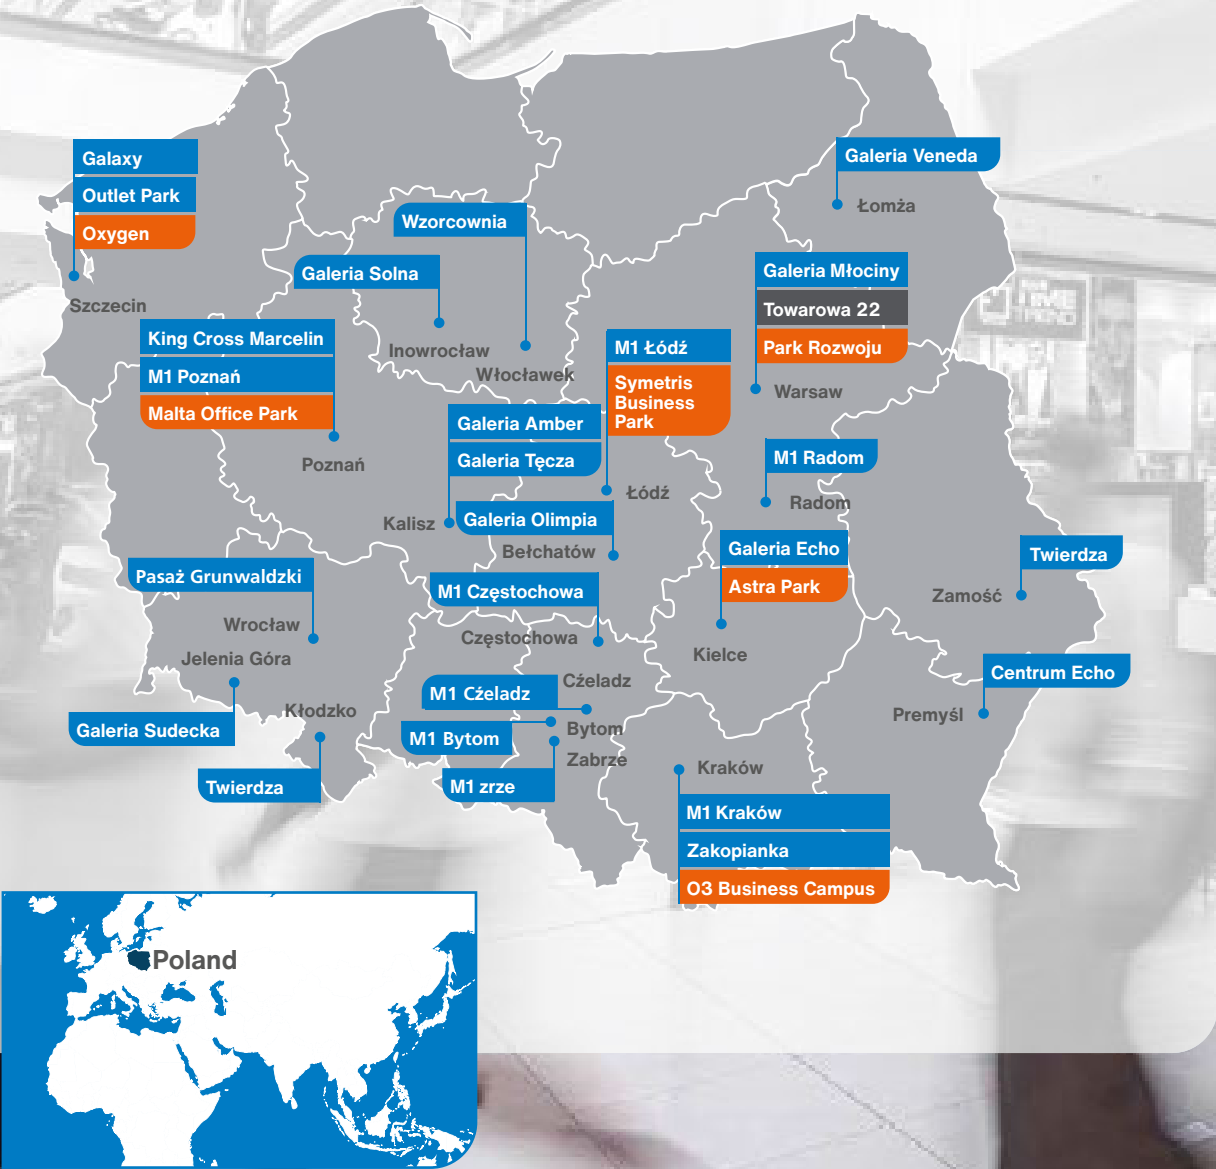 Galaxy
Outlet Park
Oxygen
Szczecin
Galeria Veneda
Łomża
Wzorcownia
Galeria Solna
Inowrocław
Włocławek
Galeria Młociny
Towarowa 22
Park Rozwoju
Warsaw
King Cross Marcelin
M1 Poznań
Malta Office Park
Poznań
M1 Łódź
Symetris
Business
Park
Łódź
Galeria Amber
Galeria Tęcza
Kalisz
M1 Radom
Radom
Galeria Olimpia
Bełchatów
Galeria Echo
Astra Park
Kielce
Twierdza
Zamość
Pasaż Grunwaldzki
Wrocław
M1 Częstochowa
Częstochowa
Jelenia Góra
Galeria Sudecka
Kłodzko
Twierdza
M1 Cźeladz
Cźeladz
M1 Bytom
Bytom
Zabrze
M1 zrze
Centrum Echo
Premyśl
Kraków
M1 Kraków
Zakopianka
O3 Business Campus
Poland